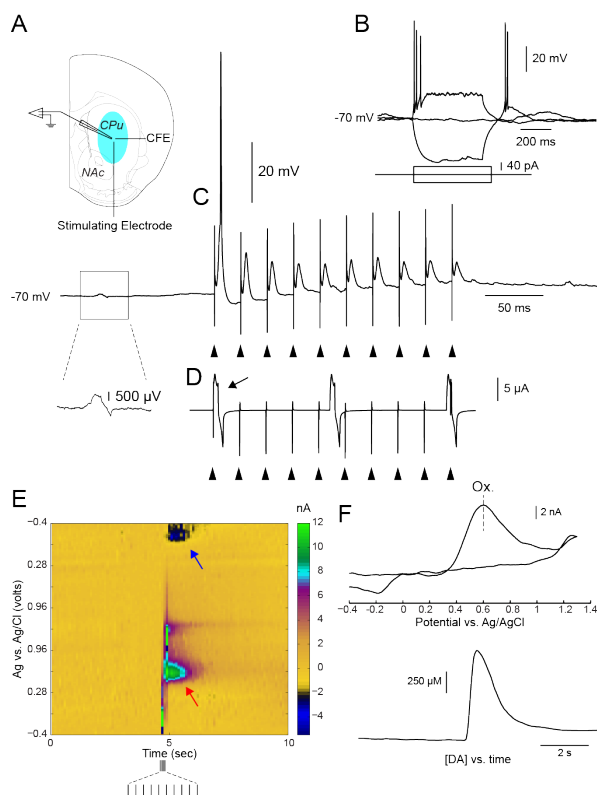 A
CPu
CFE
NAc
Stimulating Electrode
B
20 mV
-70 mV
200 ms
40 pA
20 mV
C
-70 mV
50 ms
500 µV
D
5 µA
E
nA
Ag vs. Ag/Cl (volts)
−0.4
0.28
0.96
0.96
0.28
−0.4
0
5
10
Time (sec)
12
10
8
6
4
2
0
−2
−4
F
Ox.
2 nA
−0.4
−0.2
0
0.2
0.4
0.6
0.8
1
1.2
1.4
Potential vs. Ag/AgCl
250 µM
2 s
[DA] vs. time